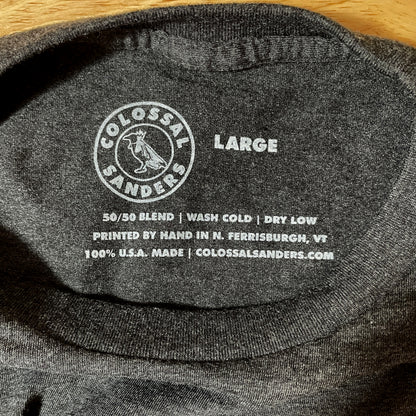 COLOSSAL
SANDERS
LARGE
50/50 BLEND | WASH COLD | DRY LOW
PRINTED BY HAND IN N. FERRISBURGH, VT
100% U.S.A. MADE | COLOSSALSANDERS.COM